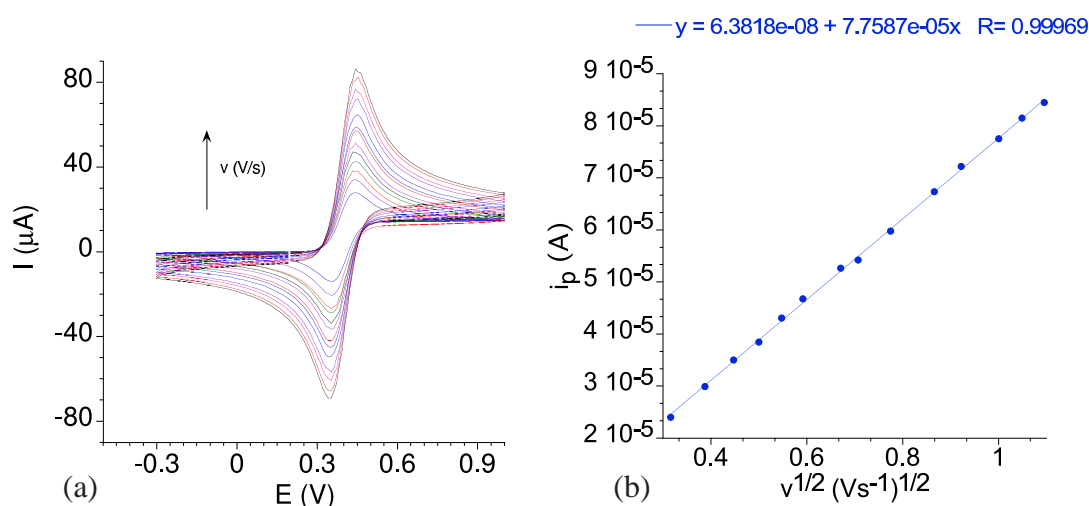 y = 6.3818e-08 + 7.7587e-05x R= 0.99969
80
40
0
-40
-80
I (µA)
v (V/s)
-0.3 0 0.3 0.6 0.9
E (V)
(a)
9 10-5
8 10-5
7 10-5
6 10-5
5 10-5
4 10-5
3 10-5
2 10-5
ip (A)
0.4 0.6 0.8 1
v1/2 (Vs-1)1/2
(b)